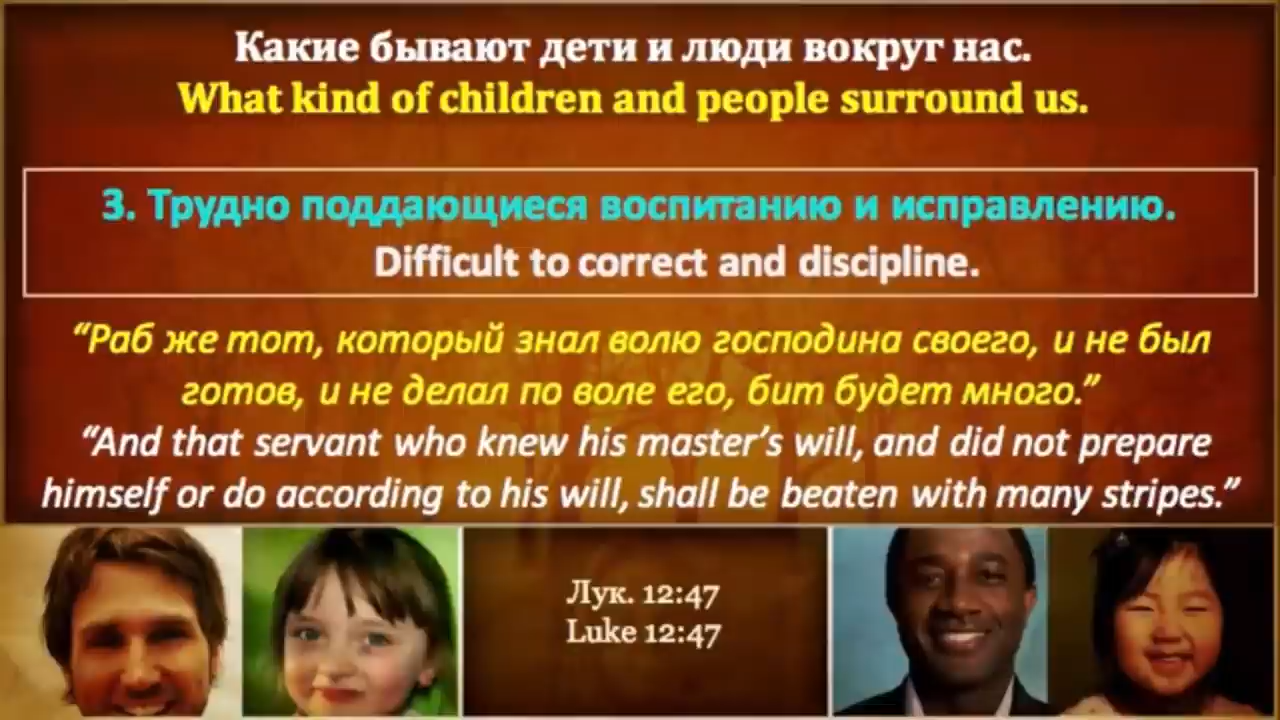 Какие бывают дети и люди вокруг нас.
What kind of children and people surround us.
3. Трудно поддающиеся воспитанию и исправлению.
Difficult to correct and discipline.
“Раб же тот, который знал волю господина своего, и не был
готов, и не делал по воле его, бит будет много.”
“And that servant who knew his master’s will, and did not prepare
himself or do according to his will, shall be beaten with many stripes.”
Лук. 12:47
Luke 12:47